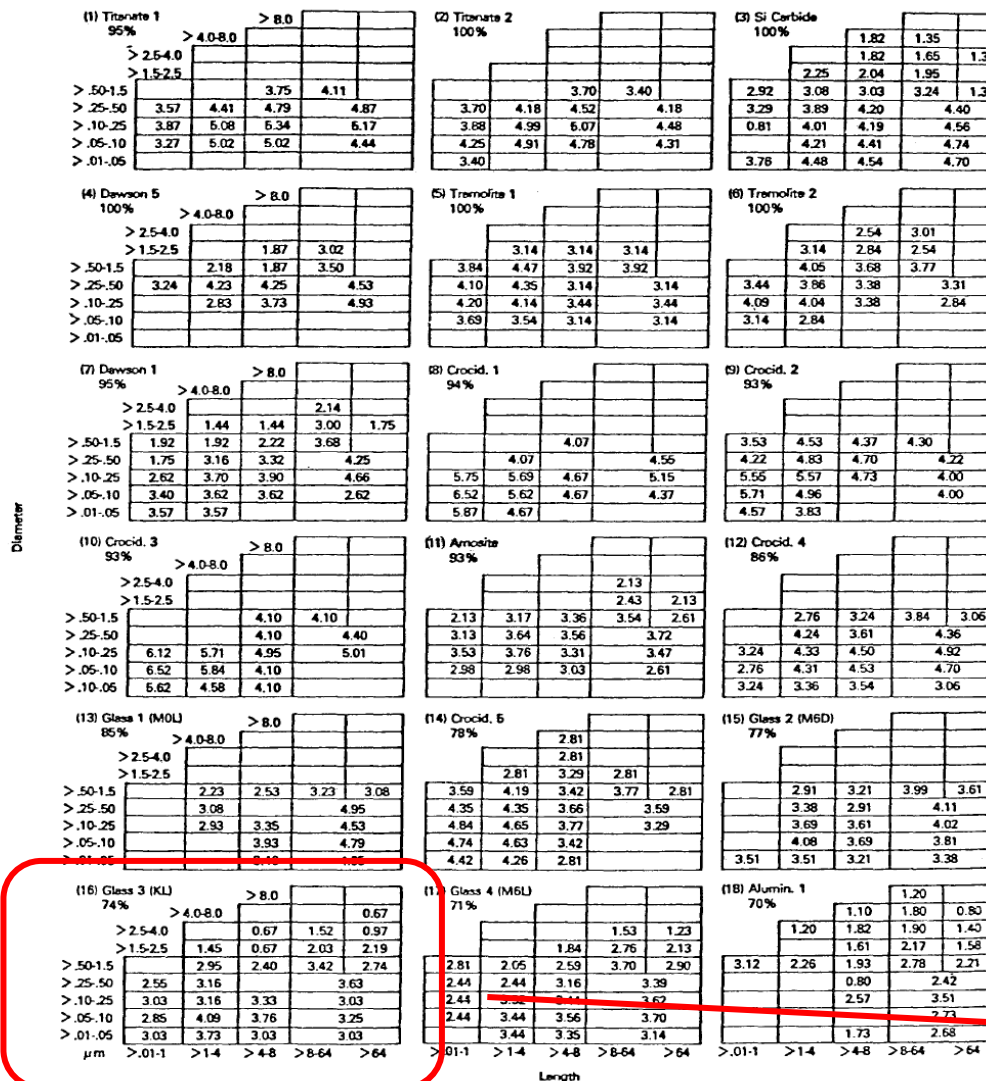 (1) Titanate 1
95%
> 8.0
> 4.0-8.0
> 2.5-4.0
> 1.5-2.5
> .50-1.5 3.75 4.11
> .25-.50 3.57 4.41 4.79 4.87
> .10-.25 3.87 5.08 5.34 5.17
> .05-.10 3.27 5.02 5.02 4.44
> .01-.05
(2) Titanate 2
100%
3.70 3.40
3.70 4.18 4.52 4.18
3.88 4.99 5.07 4.48
4.25 4.91 4.78 4.31
3.40
(3) Si Carbide
100%
1.82 1.35
1.82 1.65 1.3
2.25 2.04 1.95
2.92 3.08 3.03 3.24 1.3
3.29 3.89 4.20 4.40
0.81 4.01 4.19 4.56
4.21 4.41 4.74
3.76 4.48 4.54 4.70
(4) Dawson 5
100%
> 8.0
> 4.0-8.0
> 2.5-4.0
> 1.5-2.5 1.87 3.02
> .50-1.5 2.18 1.87 3.50
> .25-.50 3.24 4.23 4.25 4.53
> .10-.25 2.83 3.73 4.93
> .05-.10
> .01-.05
(5) Tremolite 1
100%
3.14 3.14 3.14
3.84 4.47 3.92 3.92
4.10 4.35 3.14 3.14
4.20 4.14 3.44 3.44
3.69 3.54 3.14 3.14
(6) Tremolite 2
100%
2.54 3.01
3.14 2.84 2.54
4.05 3.68 3.77
3.44 3.86 3.38 3.31
4.09 4.04 3.38 2.84
3.14 2.84
(7) Dawson 1
95%
> 8.0
> 4.0-8.0
> 2.5-4.0 2.14
> 1.5-2.5 1.44 1.44 3.00 1.75
> .50-1.5 1.92 1.92 2.22 3.68
> .25-.50 1.75 3.16 3.32 4.25
> .10-.25 2.62 3.70 3.90 4.66
> .05-.10 3.40 3.62 3.62 2.62
> .01-.05 3.57 3.57
(8) Crocid. 1
94%
4.07
4.07 4.55
5.75 5.69 4.67 5.15
6.52 5.62 4.67 4.37
5.87 4.67
(9) Crocid. 2
93%
3.53 4.53 4.37 4.30
4.22 4.83 4.70 4.22
5.55 5.57 4.73 4.00
5.71 4.96 4.00
4.57 3.83
Diameter
(10) Crocid. 3
93%
> 8.0
> 4.0-8.0
> 2.5-4.0
> 1.5-2.5
> .50-1.5 4.10 4.10
> .25-.50 4.10 4.40
> .10-.25 6.12 5.71 4.95 5.01
> .05-.10 6.52 5.84 4.10
> .10-.05 5.62 4.58 4.10
(11) Amosite
93%
2.13
2.43 2.13
2.13 3.17 3.36 3.54 2.61
3.13 3.64 3.56 3.72
3.53 3.76 3.31 3.47
2.98 2.98 3.03 2.61
(12) Crocid. 4
86%
2.76 3.24 3.84 3.06
4.24 3.61 4.36
3.24 4.33 4.50 4.92
2.76 4.31 4.53 4.70
3.24 3.36 3.54 3.06
(13) Glass 1 (M0L)
85%
> 8.0
> 4.0-8.0
> 2.5-4.0
> 1.5-2.5
> .50-1.5 2.23 2.53 3.23 3.08
> .25-.50 3.08 4.95
> .10-.25 2.93 3.35 4.53
> .05-.10 3.93 4.79
(14) Crocid. 5
78%
2.81
2.81
2.81 3.29 2.81
3.59 4.19 3.42 3.77 2.81
4.35 4.35 3.66 3.59
4.84 4.65 3.77 3.29
4.74 4.63 3.42
4.42 4.26 2.81
(15) Glass 2 (M6D)
77%
2.91 3.21 3.99 3.61
3.38 2.91 4.11
3.69 3.61 4.02
4.08 3.69 3.81
3.51 3.51 3.21 3.38
(16) Glass 3 (KL)
74%
> 8.0
> 4.0-8.0 0.67
> 2.5-4.0 0.67 1.52 0.97
> 1.5-2.5 1.45 0.67 2.03 2.19
> .50-1.5 2.95 2.40 3.42 2.74
> .25-.50 2.55 3.16 3.63
> .10-.25 3.03 3.16 3.33 3.03
> .05-.10 2.85 4.09 3.76 3.25
> .01-.05 3.03 3.73 3.03 3.03
μm >.01-1 >1-4 >4-8 >8-64 >64
(17) Glass 4 (M6L)
71%
1.53 1.23
1.84 2.76 2.13
2.81 2.05 2.59 3.70 2.90
2.44 2.44 3.16 3.39
2.44 3.62
2.44 3.44 3.56 3.70
3.44 3.35 3.14
>.01-1 >1-4 >4-8 >8-64 >64
(18) Alumin. 1
70%
1.20
1.10 1.80 0.80
1.20 1.82 1.90 1.40
1.61 2.17 1.58
3.12 2.26 1.93 2.78 2.21
0.80 2.42
2.57 3.51
2.73
1.73 2.68
>.01-1 >1-4 >4-8 >8-64 >64
Length